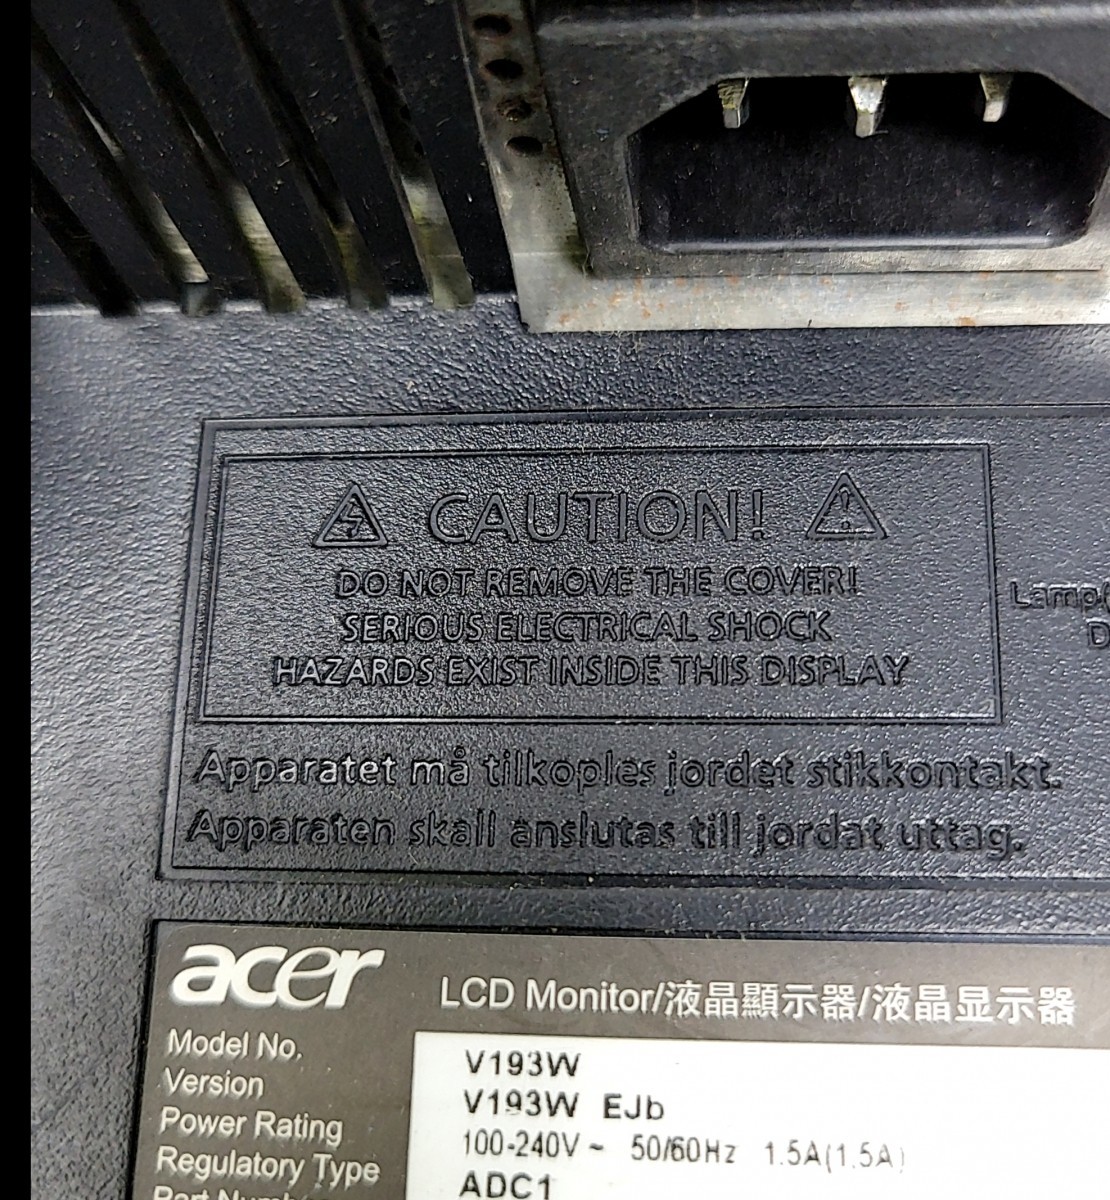 CAUTION!
DO NOT REMOVE THE COVER!
SERIOUS ELECTRICAL SHOCK
HAZARDS EXIST INSIDE THIS DISPLAY
Apparatet må tilkoples jordet stikkontakt.
Apparaten skall anslutas till jordat uttag.
acer LCD Monitor/液晶顯示器/液晶显示器
Model No. V193W
Version V193W EJb
Power Rating 100-240V ~ 50/60Hz 1.5A(1.5A)
Regulatory Type ADC1